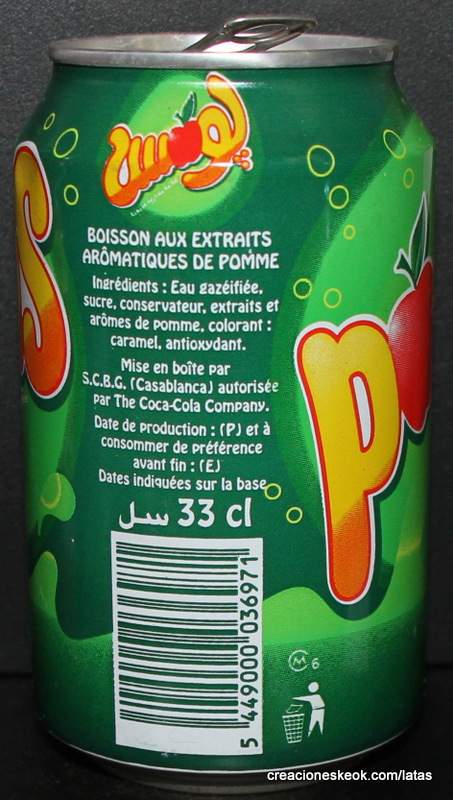 بومس
BOISSON AUX EXTRAITS
ARÔMATIQUES DE POMME
Ingrédients : Eau gazéifiée,
sucre, conservateur, extraits et
arômes de pomme, colorant :
caramel, antioxydant.
Mise en boîte par
S.C.B.G. (Casablanca) autorisée
par The Coca-Cola Company.
Date de production : (P) et à
consommer de préférence
avant fin : (E)
Dates indiquées sur la base
33 cl سل
5 449000 036971
s
p
M 6
creacioneskeok.com/latas